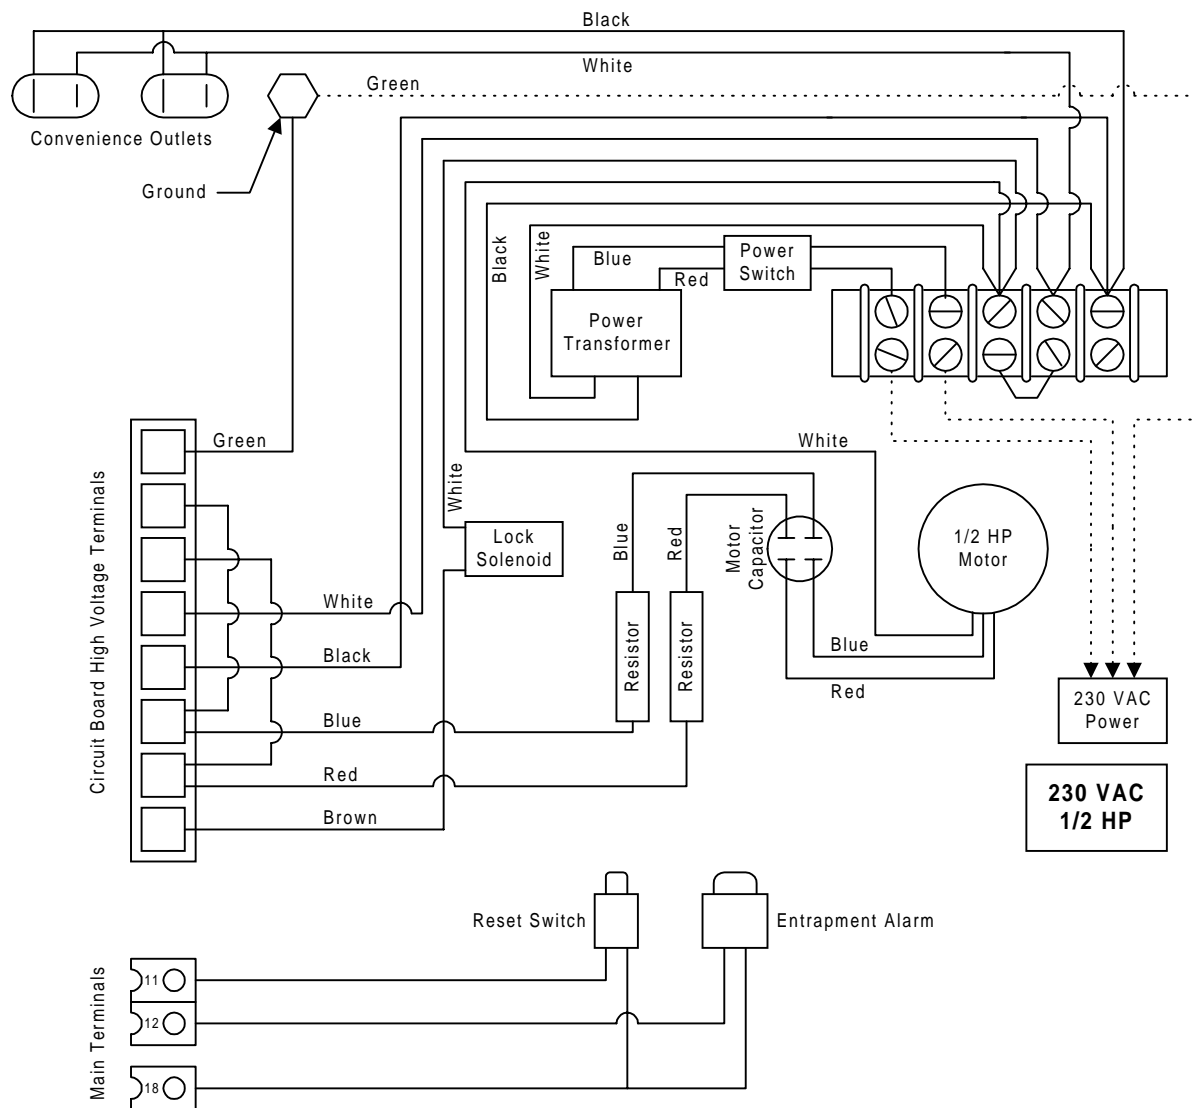 Black
White
Green
Convenience Outlets
Ground
Black
White
Blue
Red
Power
Switch
Power
Transformer
Green
White
White
Circuit Board High Voltage Terminals
Lock
Solenoid
Blue
Red
Motor
Capacitor
1/2 HP
Motor
White
Black
Blue
Red
Brown
Resistor
Resistor
Blue
Red
230 VAC
Power
230 VAC
1/2 HP
Reset Switch
Entrapment Alarm
Main Terminals
11
12
18